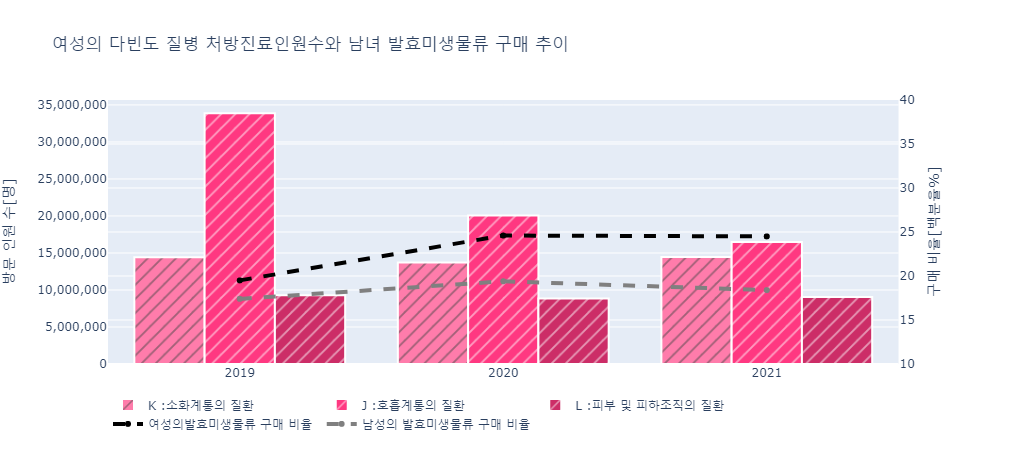 여성의 다빈도 질병 처방진료인원수와 남녀 발효미생물류 구매 추이
35,000,000
30,000,000
25,000,000
20,000,000
15,000,000
10,000,000
5,000,000
0
방문 인원 수[명]
40
35
30
25
20
15
10
구매 비율[백분율%]
2019
2020
2021
K :소화계통의 질환
J :호흡계통의 질환
L :피부 및 피하조직의 질환
여성의발효미생물류 구매 비율
남성의 발효미생물류 구매 비율